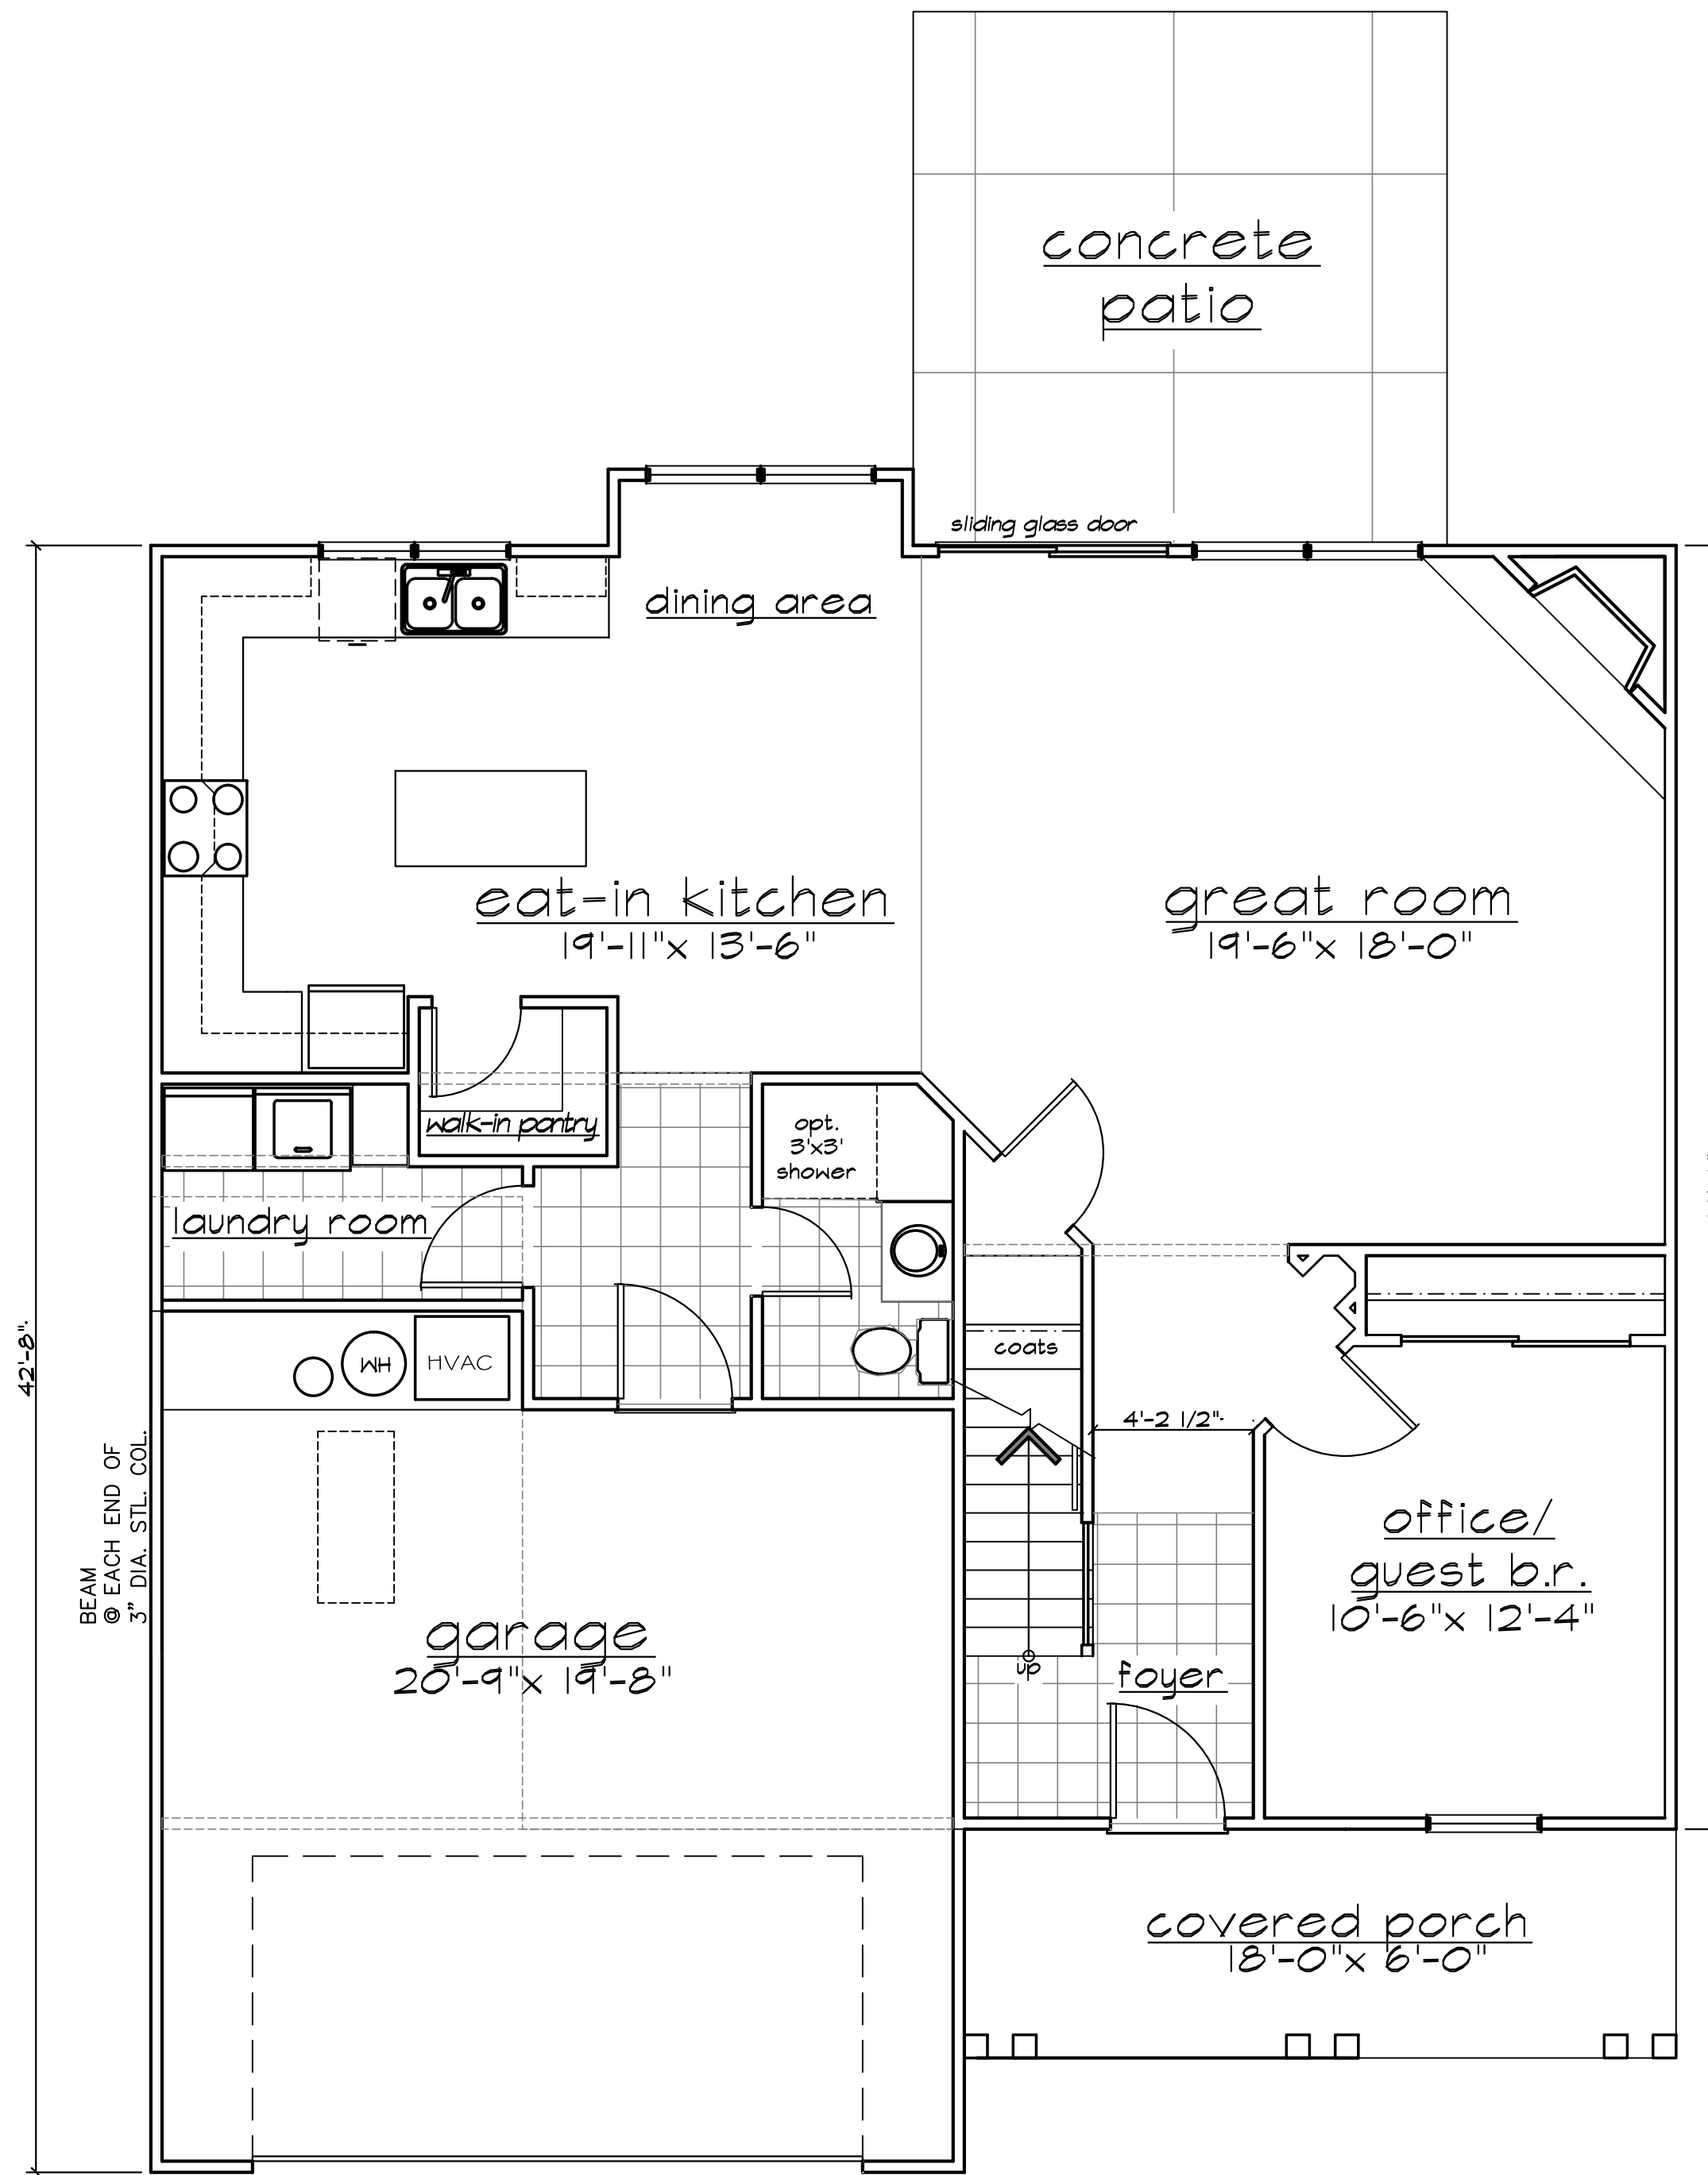 concrete
patio
sliding glass door
dining area
eat-in kitchen
19'-11"x 13'-6"
great room
19'-6"x 18'-0"
walk-in pantry
opt.
3'x3'
shower
laundry room
WH
HVAC
coats
42'-8"
4'-2 1/2"
BEAM
@ EACH END OF
3" DIA. STL. COL.
office/
guest b.r.
10'-6"x 12'-4"
garage
20'-9"x 19'-8"
up
foyer
covered porch
18'-0"x 6'-0"